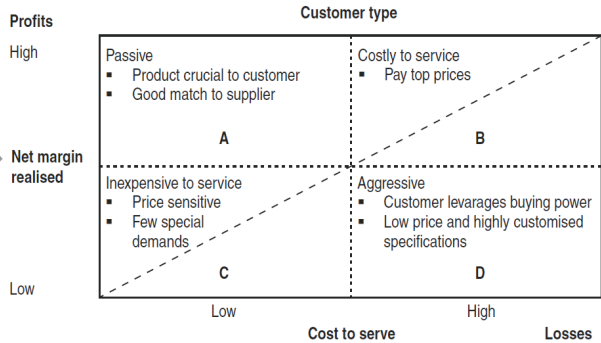 Customer type
Profits
High
Passive
▪ Product crucial to customer
▪ Good match to supplier
A
Costly to service
▪ Pay top prices
B
Net margin
realised
Inexpensive to service
▪ Price sensitive
▪ Few special
demands
C
Aggressive
▪ Customer levarages buying power
▪ Low price and highly customised
specifications
D
Low
Low
High
Cost to serve
Losses